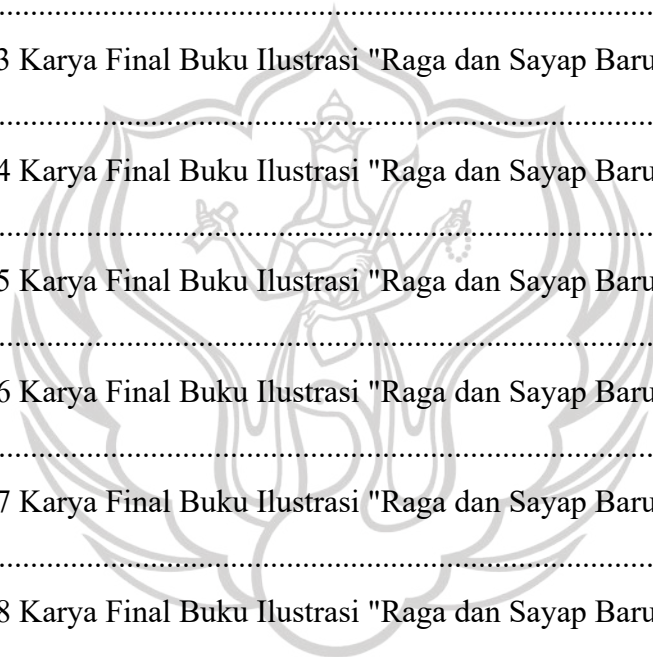 ................................................................................
3 Karya Final Buku Ilustrasi "Raga dan Sayap Baru
................................................................................
4 Karya Final Buku Ilustrasi "Raga dan Sayap Baru
................................................................................
5 Karya Final Buku Ilustrasi "Raga dan Sayap Baru
................................................................................
6 Karya Final Buku Ilustrasi "Raga dan Sayap Baru
................................................................................
7 Karya Final Buku Ilustrasi "Raga dan Sayap Baru
................................................................................
8 Karya Final Buku Ilustrasi "Raga dan Sayap Baru